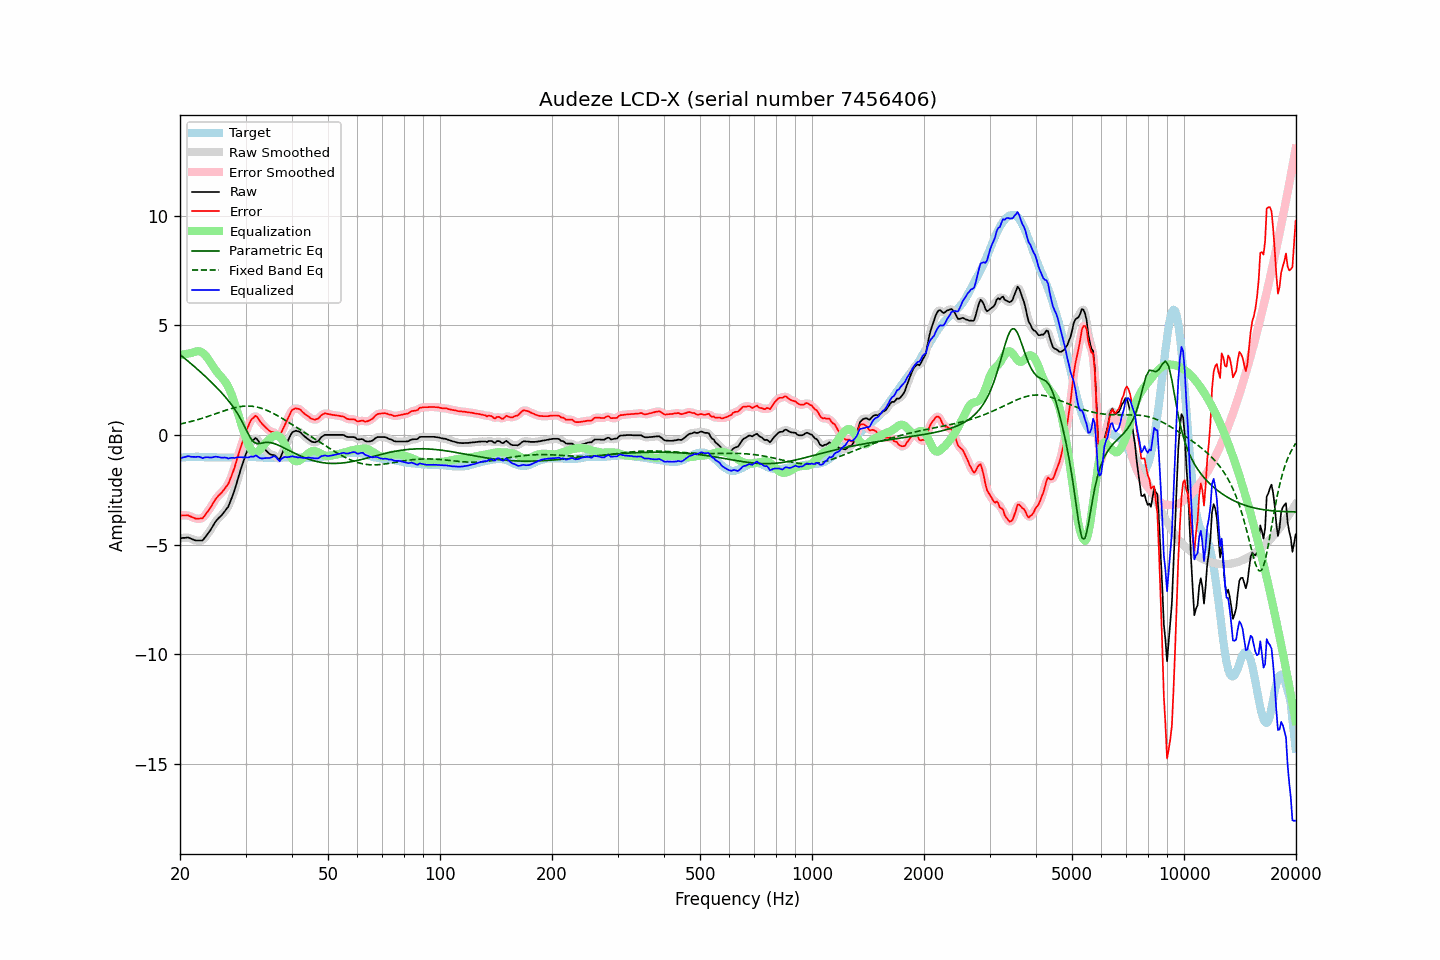 Audeze LCD-X (serial number 7456406)
Target
Raw Smoothed
Error Smoothed
Raw
Error
Equalization
Parametric Eq
Fixed Band Eq
Equalized
10
5
0
−5
−10
−15
Amplitude (dBr)
20
50
100
200
500
1000
2000
5000
10000
20000
Frequency (Hz)